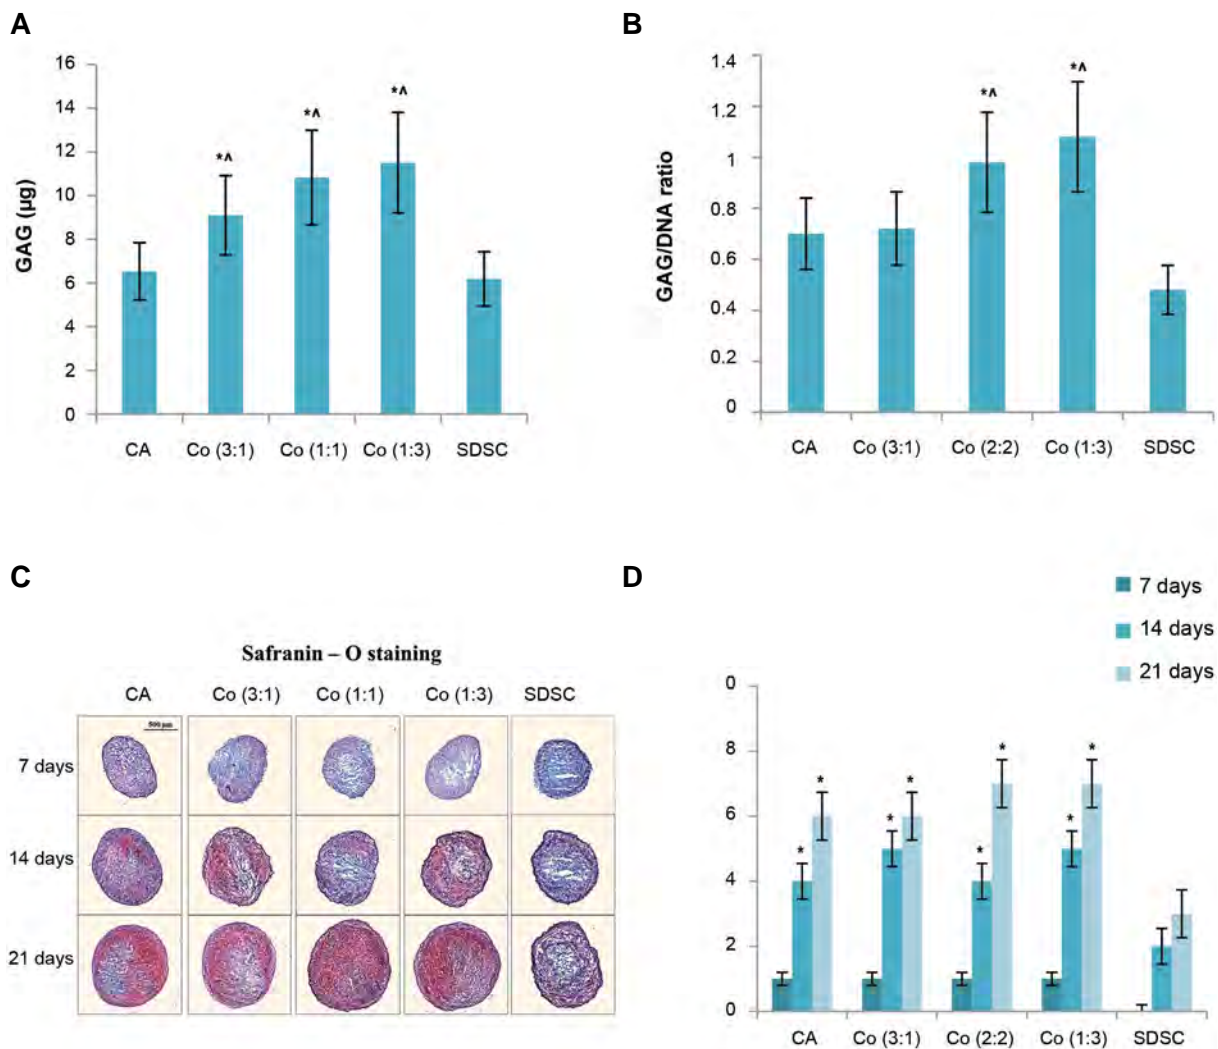 A
16
14
12
10
8
6
4
2
0
GAG (µg)
*^
*^
*^
CA Co (3:1) Co (1:1) Co (1:3) SDSC
B
1.4
1.2
1
0.8
0.6
0.4
0.2
0
GAG/DNA ratio
*^
*^
CA Co (3:1) Co (2:2) Co (1:3) SDSC
C
Safranin – O staining
CA Co (3:1) Co (1:1) Co (1:3) SDSC
500 µm
7 days
14 days
21 days
D
7 days
14 days
21 days
0
8
6
4
2
0
* * * * * * * *
CA Co (3:1) Co (2:2) Co (1:3) SDSC